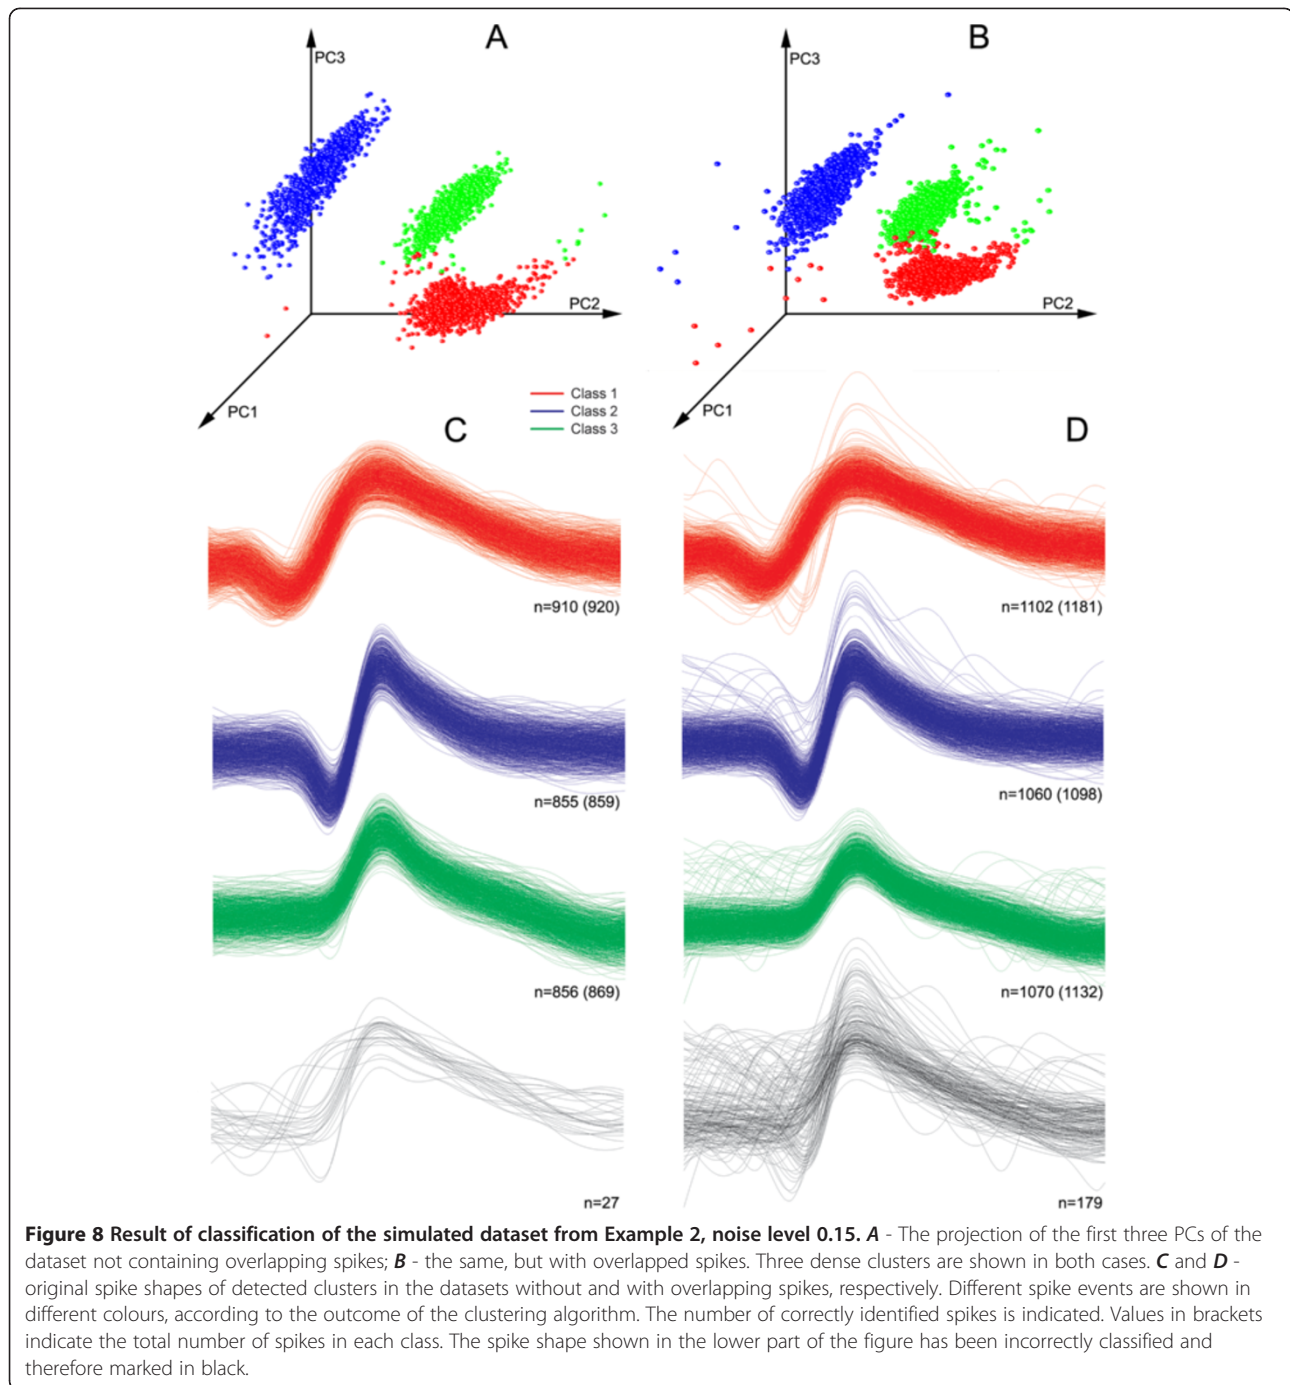 A
B
PC3
PC3
PC2
PC2
PC1
PC1
Class 1
Class 2
Class 3
C
D
n=910 (920)
n=1102 (1181)
n=855 (859)
n=1060 (1098)
n=856 (869)
n=1070 (1132)
n=27
n=179
Figure 8 Result of classification of the simulated dataset from Example 2, noise level 0.15. A - The projection of the first three PCs of the
dataset not containing overlapping spikes; B - the same, but with overlapped spikes. Three dense clusters are shown in both cases. C and D -
original spike shapes of detected clusters in the datasets without and with overlapping spikes, respectively. Different spike events are shown in
different colours, according to the outcome of the clustering algorithm. The number of correctly identified spikes is indicated. Values in brackets
indicate the total number of spikes in each class. The spike shape shown in the lower part of the figure has been incorrectly classified and
therefore marked in black.